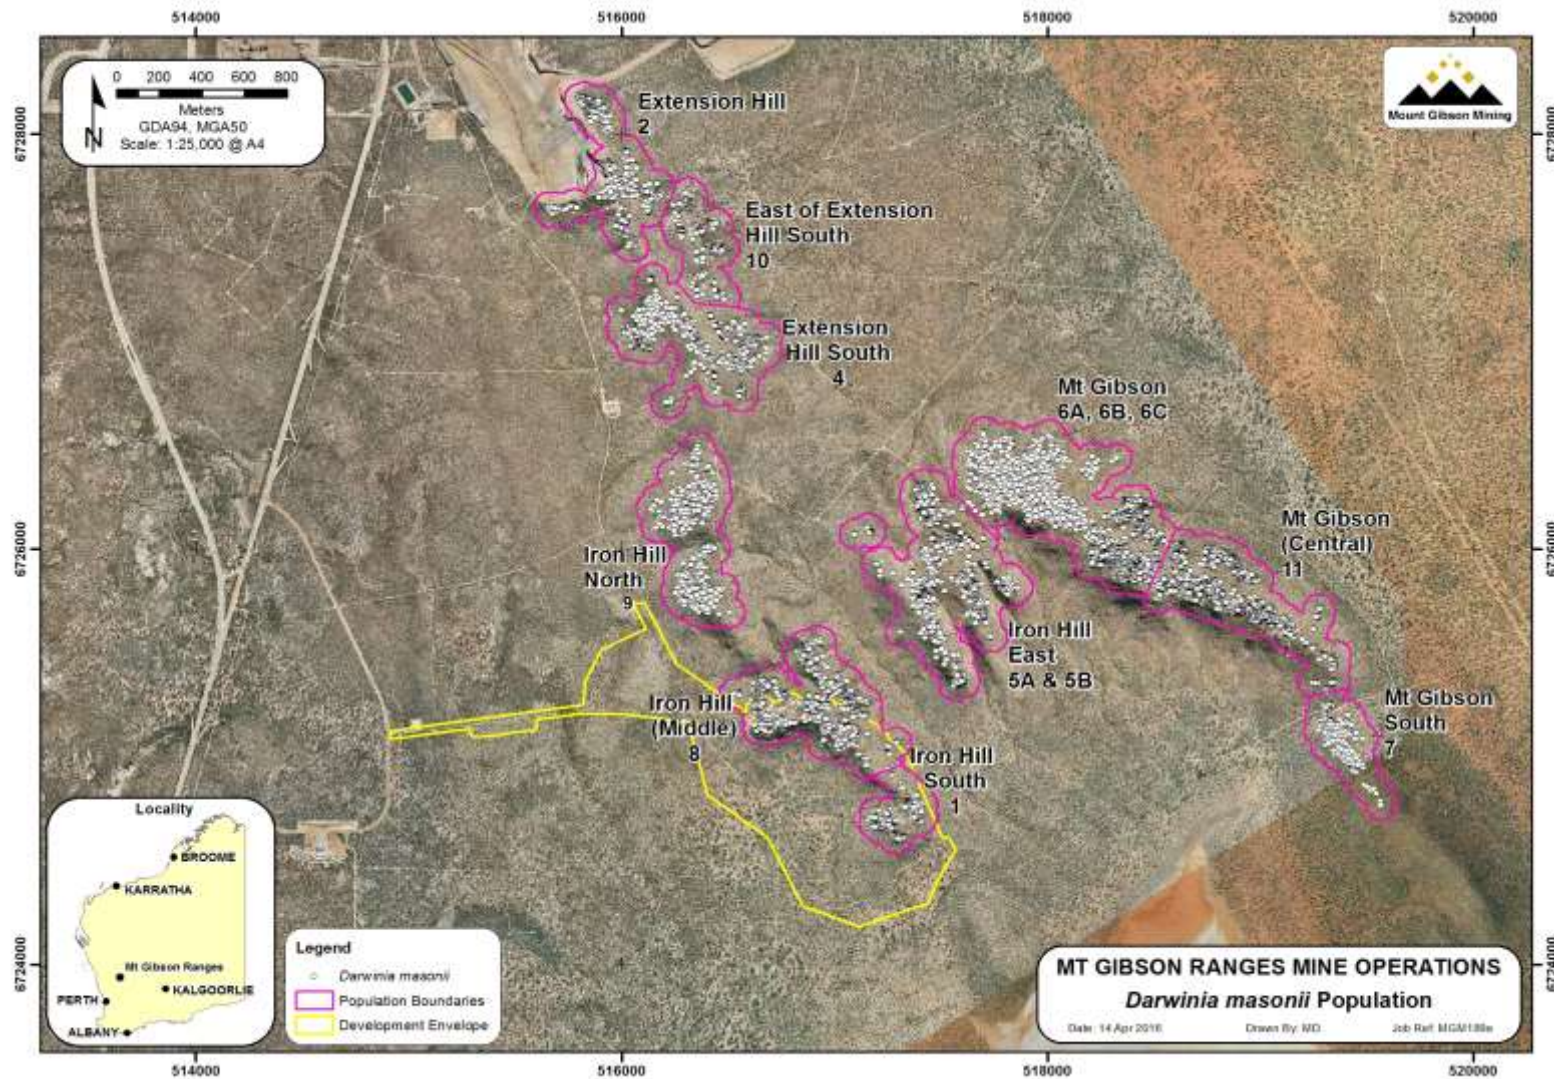 514000
516000
518000
520000
0 200 400 600 800
Meters
GDA94, MGA50
Scale: 1:25,000 @ A4
N
Mount Gibson Mining
6728000
6728000
Extension Hill
2
East of Extension
Hill South
10
Extension
Hill South
4
Mt Gibson
6A, 6B, 6C
6726000
6726000
Mt Gibson
(Central)
11
Iron Hill
North
9
Iron Hill
East
5A & 5B
Iron Hill
(Middle)
8
Mt Gibson
South
7
Iron Hill
South
1
Locality
BROOME
KARRATHA
Mt Gibson Ranges
KALGOORLIE
PERTH
ALBANY
Legend
Darwinia masonii
Population Boundaries
Development Envelope
6724000
6724000
MT GIBSON RANGES MINE OPERATIONS
Darwinia masonii Population
Date: 14 Apr 2016
Drawn By: MD
Job Ref:
514000
516000
518000
520000